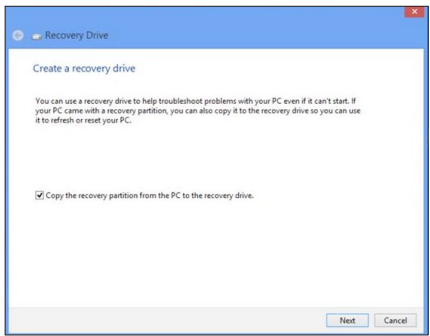 Recovery Drive
Create a recovery drive
You can use a recovery drive to help troubleshoot problems with your PC even if it can't start. If
your PC came with a recovery partition, you can also copy it to the recovery drive so you can use
it to refresh or reset your PC.
Copy the recovery partition from the PC to the recovery drive.
Next Cancel